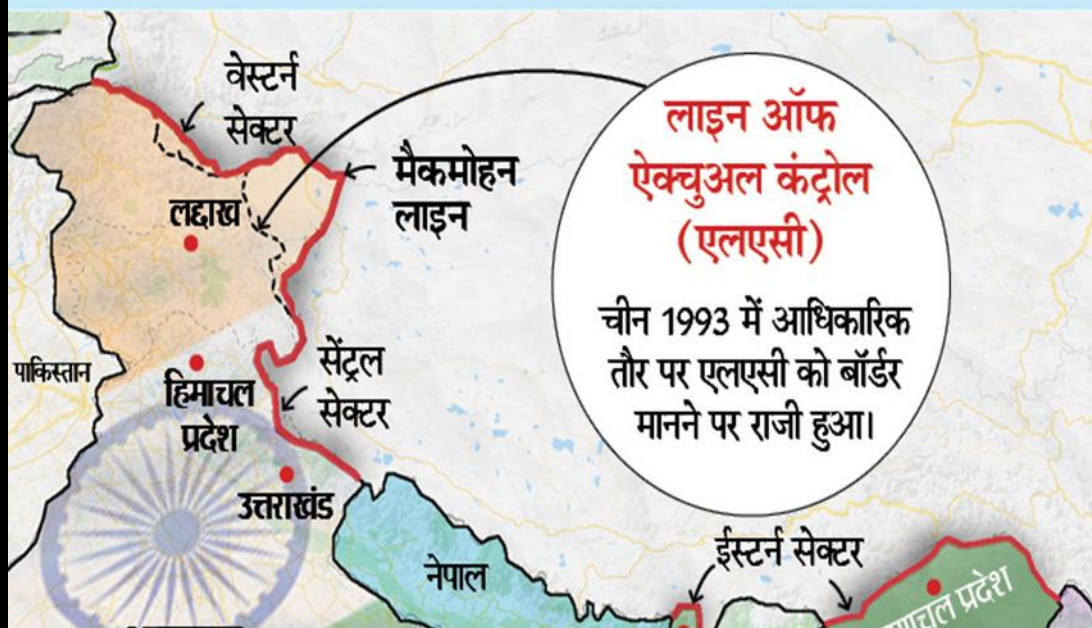 वेस्टर्न
सेक्टर
मैकमोहन
लाइन
लद्दाख
लाइन ऑफ
ऐक्चुअल कंट्रोल
(एलएसी)
चीन 1993 में आधिकारिक
तौर पर एलएसी को बॉर्डर
मानने पर राजी हुआ।
पाकिस्तान
हिमाचल
प्रदेश
सेंट्रल
सेक्टर
उत्तराखंड
नेपाल
ईस्टर्न सेक्टर
प्रदेश